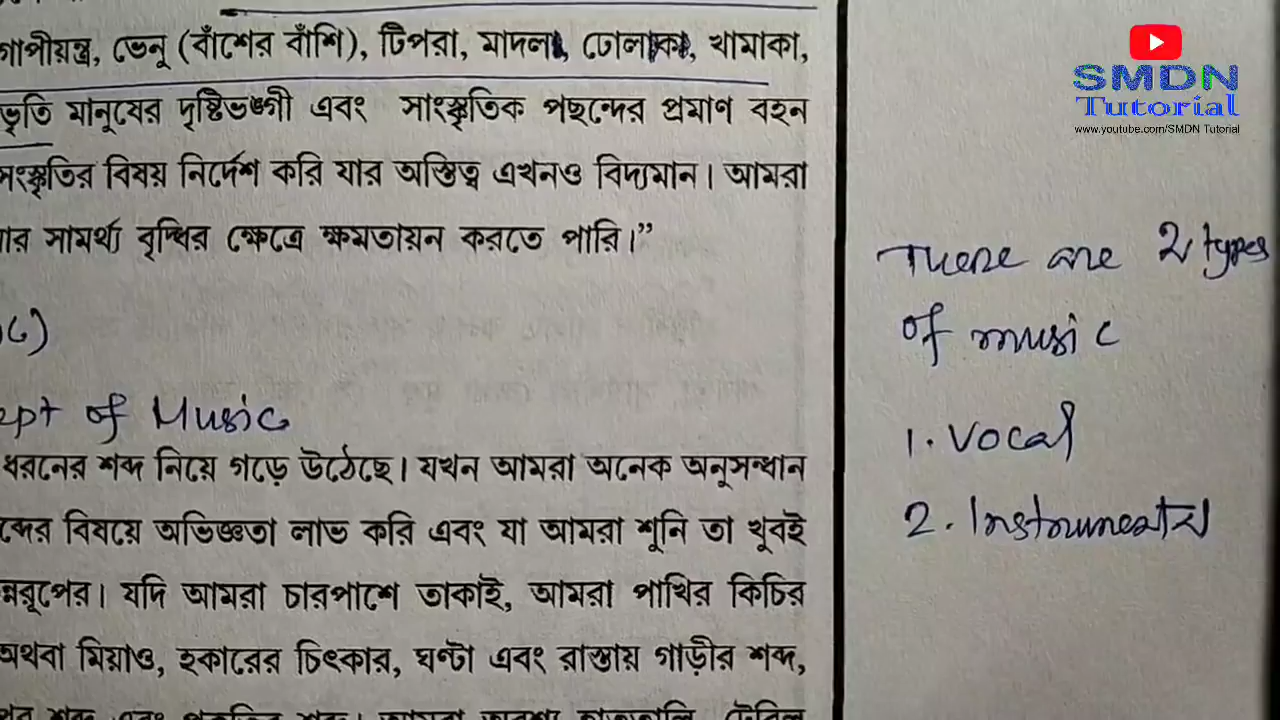 গোপীযন্ত্র, ভেনু (বাঁশের বাঁশি), টিপরা, মাদল, ঢোলক, খামাকা,
ভৃতি মানুষের দৃষ্টিভঙ্গী এবং সাংস্কৃতিক পছন্দের প্রমাণ বহন
সংস্কৃতির বিষয় নির্দেশ করি যার অস্তিত্ব এখনও বিদ্যমান। আমরা
সামর্থ্য বৃদ্ধির ক্ষেত্রে ক্ষমতায়ন করতে পারি।”
ept of Music
ধরনের শব্দ নিয়ে গড়ে উঠেছে। যখন আমরা অনেক অনুসন্ধান
ব্দের বিষয়ে অভিজ্ঞতা লাভ করি এবং যা আমরা শুনি তা খুবই
ন্নরূপের। যদি আমরা চারপাশে তাকাই, আমরা পাখির কিচির
অথবা মিয়াও, হকারের চিৎকার, ঘণ্টা এবং রাস্তায় গাড়ীর শব্দ,
SMDN
Tutorial
www.youtube.com/SMDN Tutorial
There are 2 types
of music
1. Vocal
2. Instrumental